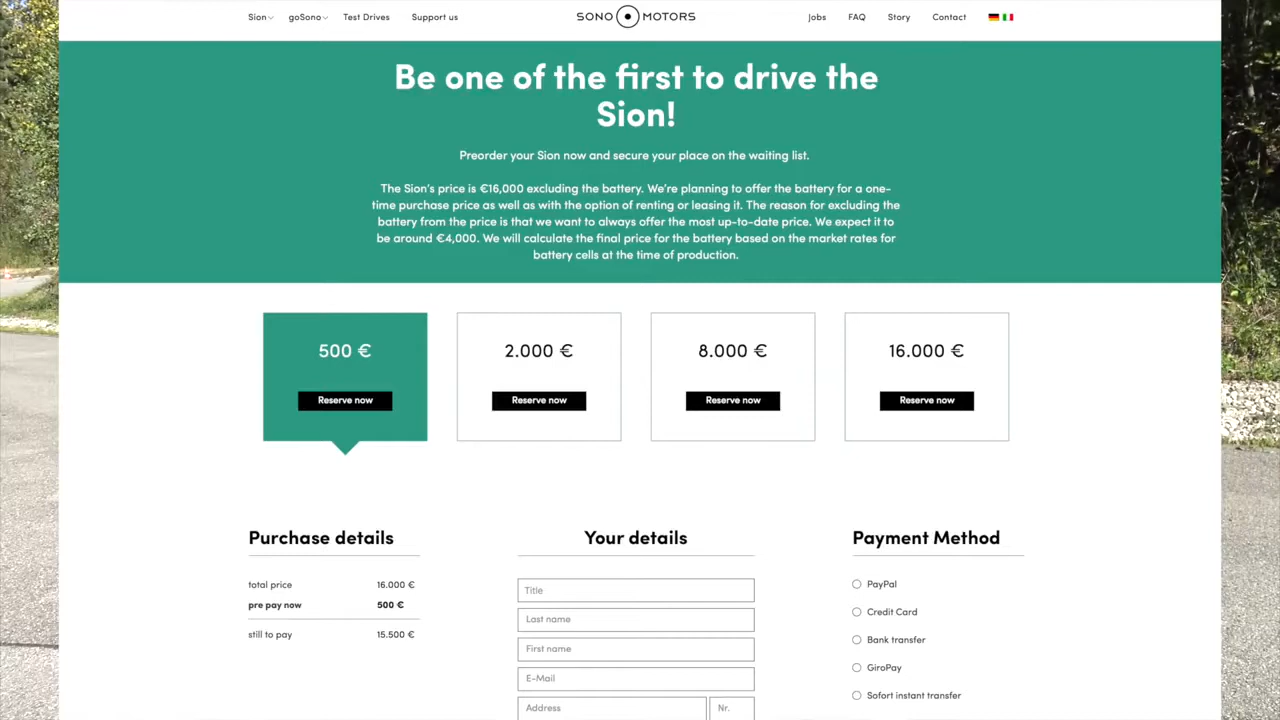 Sion
goSono
Test Drives
Support us
SONO MOTORS
Jobs
FAQ
Story
Contact
Be one of the first to drive the
Sion!
Preorder your Sion now and secure your place on the waiting list.
The Sion's price is €16,000 excluding the battery. We're planning to offer the battery for a one-
time purchase price as well as with the option of renting or leasing it. The reason for excluding the
battery from the price is that we want to always offer the most up-to-date price. We expect it to
be around €4,000. We will calculate the final price for the battery based on the market rates for
battery cells at the time of production.
500 €
Reserve now
2.000 €
Reserve now
8.000 €
Reserve now
16.000 €
Reserve now
Purchase details
total price 16.000 €
pre pay now 500 €
still to pay 15.500 €
Your details
Title
Last name
First name
E-Mail
Address Nr.
Payment Method
PayPal
Credit Card
Bank transfer
GiroPay
Sofort instant transfer